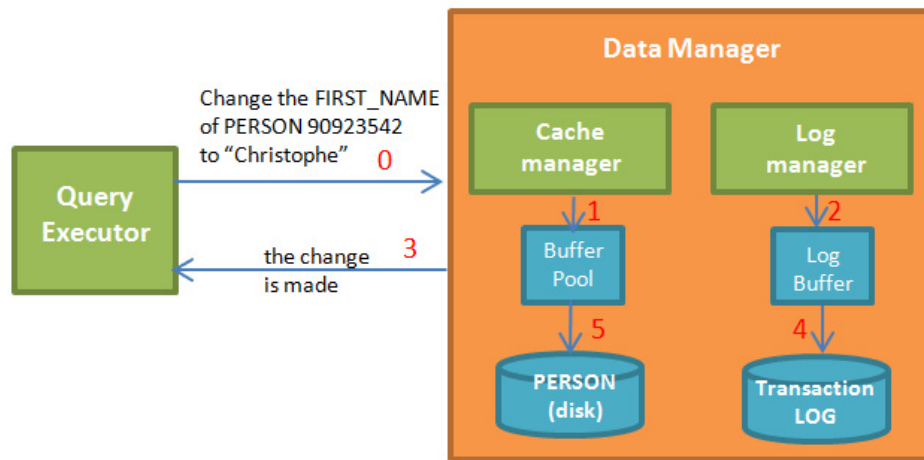 Data Manager
Change the FIRST_NAME
of PERSON 90923542
to “Christophe”
0
Query
Executor
3
the change
is made
Cache
manager
1
Buffer
Pool
5
PERSON
(disk)
Log
manager
2
Log
Buffer
4
Transaction
LOG